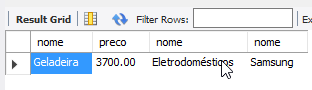 Result Grid Filter Rows: Ex
nome preco nome nome
Geladeira 3700.00 Eletrodomésticos Samsung